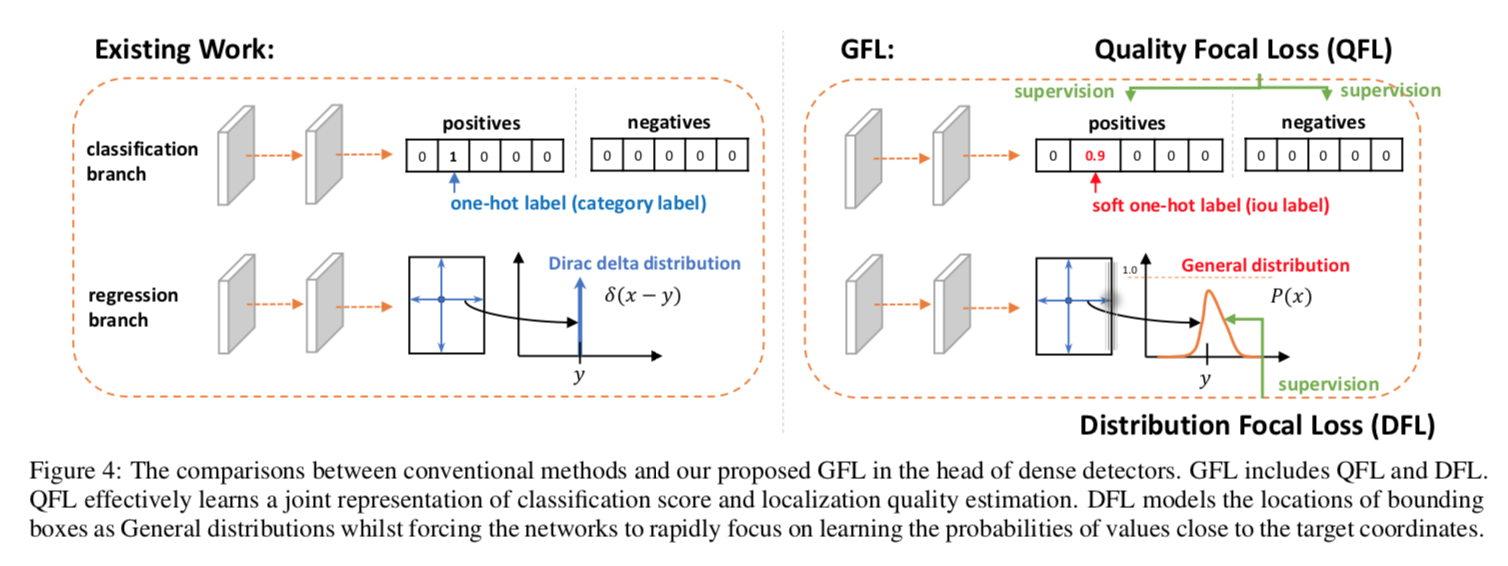 Existing Work:
classification
branch
positives
0 1 0 0 0
negatives
0 0 0 0 0
one-hot label (category label)
regression
branch
Dirac delta distribution
δ(x − y)
y
GFL:
Quality Focal Loss (QFL)
supervision
supervision
positives
0 0.9 0 0 0
negatives
0 0 0 0 0
soft one-hot label (iou label)
1.0
General distribution
P(x)
y
supervision
Distribution Focal Loss (DFL)
Figure 4: The comparisons between conventional methods and our proposed GFL in the head of dense detectors. GFL includes QFL and DFL.
QFL effectively learns a joint representation of classification score and localization quality estimation. DFL models the locations of bounding
boxes as General distributions whilst forcing the networks to rapidly focus on learning the probabilities of values close to the target coordinates.